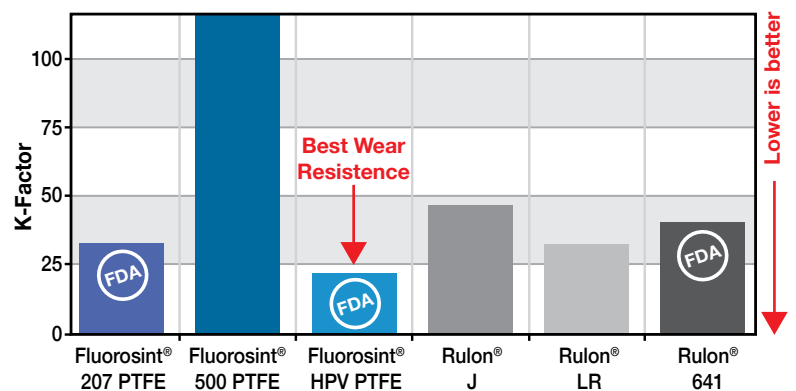 K-Factor
100
75
50
25
0
Best Wear
Resistence
Lower is better
FDA
FDA
FDA
Fluorosint®
207 PTFE
Fluorosint®
500 PTFE
Fluorosint®
HPV PTFE
Rulon®
J
Rulon®
LR
Rulon®
641